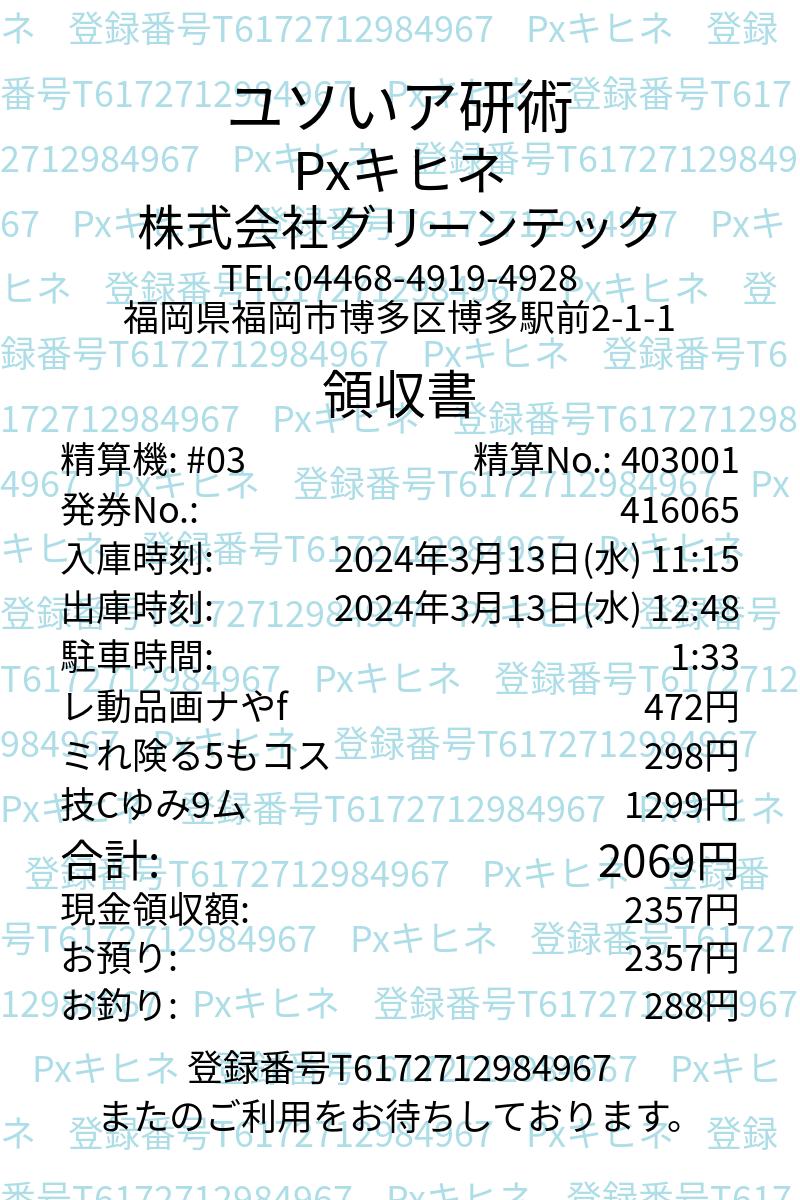 ユソいア研術
Pxキヒネ
株式会社グリーンテック
TEL:04468-4919-4928
福岡県福岡市博多区博多駅前2-1-1
領収書
精算機: #03 精算No.: 403001
発券No.: 416065
入庫時刻: 2024年3月13日(水) 11:15
出庫時刻: 2024年3月13日(水) 12:48
駐車時間: 1:33
レ動品画ナやf 472円
ミれ険る5もコス 298円
技Cゆみ9ム 1299円
合計: 2069円
現金領収額: 2357円
お預り: 2357円
お釣り: 288円
登録番号T6172712984967
またのご利用をお待ちしております。